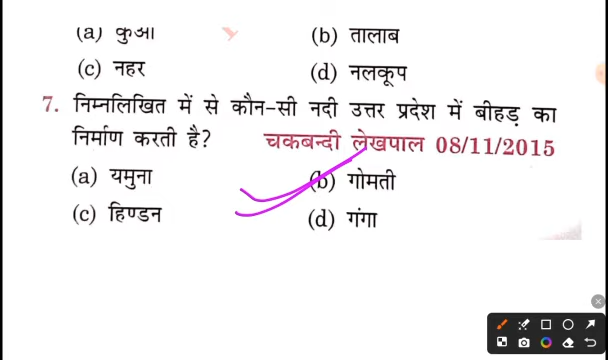 (a) कुआँ (b) तालाब
(c) नहर (d) नलकूप
7. निम्नलिखित में से कौन-सी नदी उत्तर प्रदेश में बीहड़ का
निर्माण करती है? चकबन्दी लेखपाल 08/11/2015
(a) यमुना (b) गोमती
(c) हिण्डन (d) गंगा